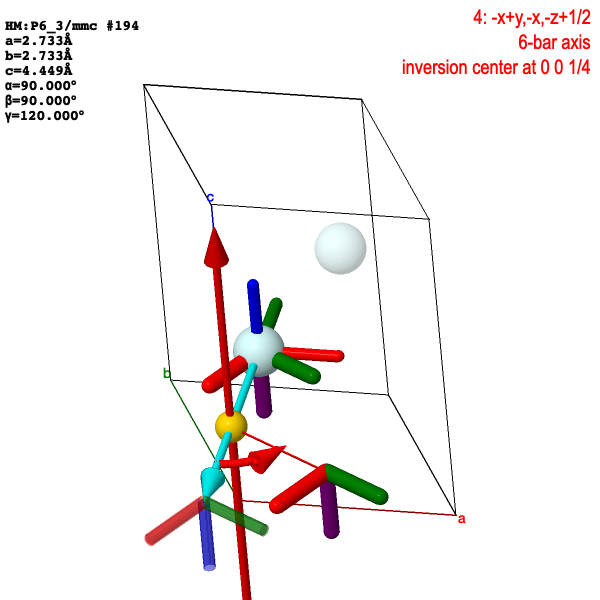 HM:P6_3/mmc #194
a=2.733Å
b=2.733Å
c=4.449Å
α=90.000°
β=90.000°
γ=120.000°
4: -x+y,-x,-z+1/2
6-bar axis
inversion center at 0 0 1/4
c
b
a